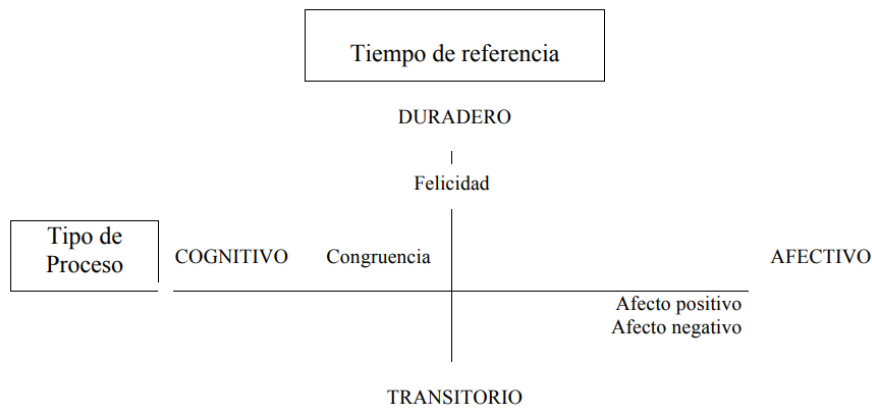 Tiempo de referencia
DURADERO
Felicidad
Tipo de
Proceso
COGNITIVO
Congruencia
AFECTIVO
Afecto positivo
Afecto negativo
TRANSITORIO